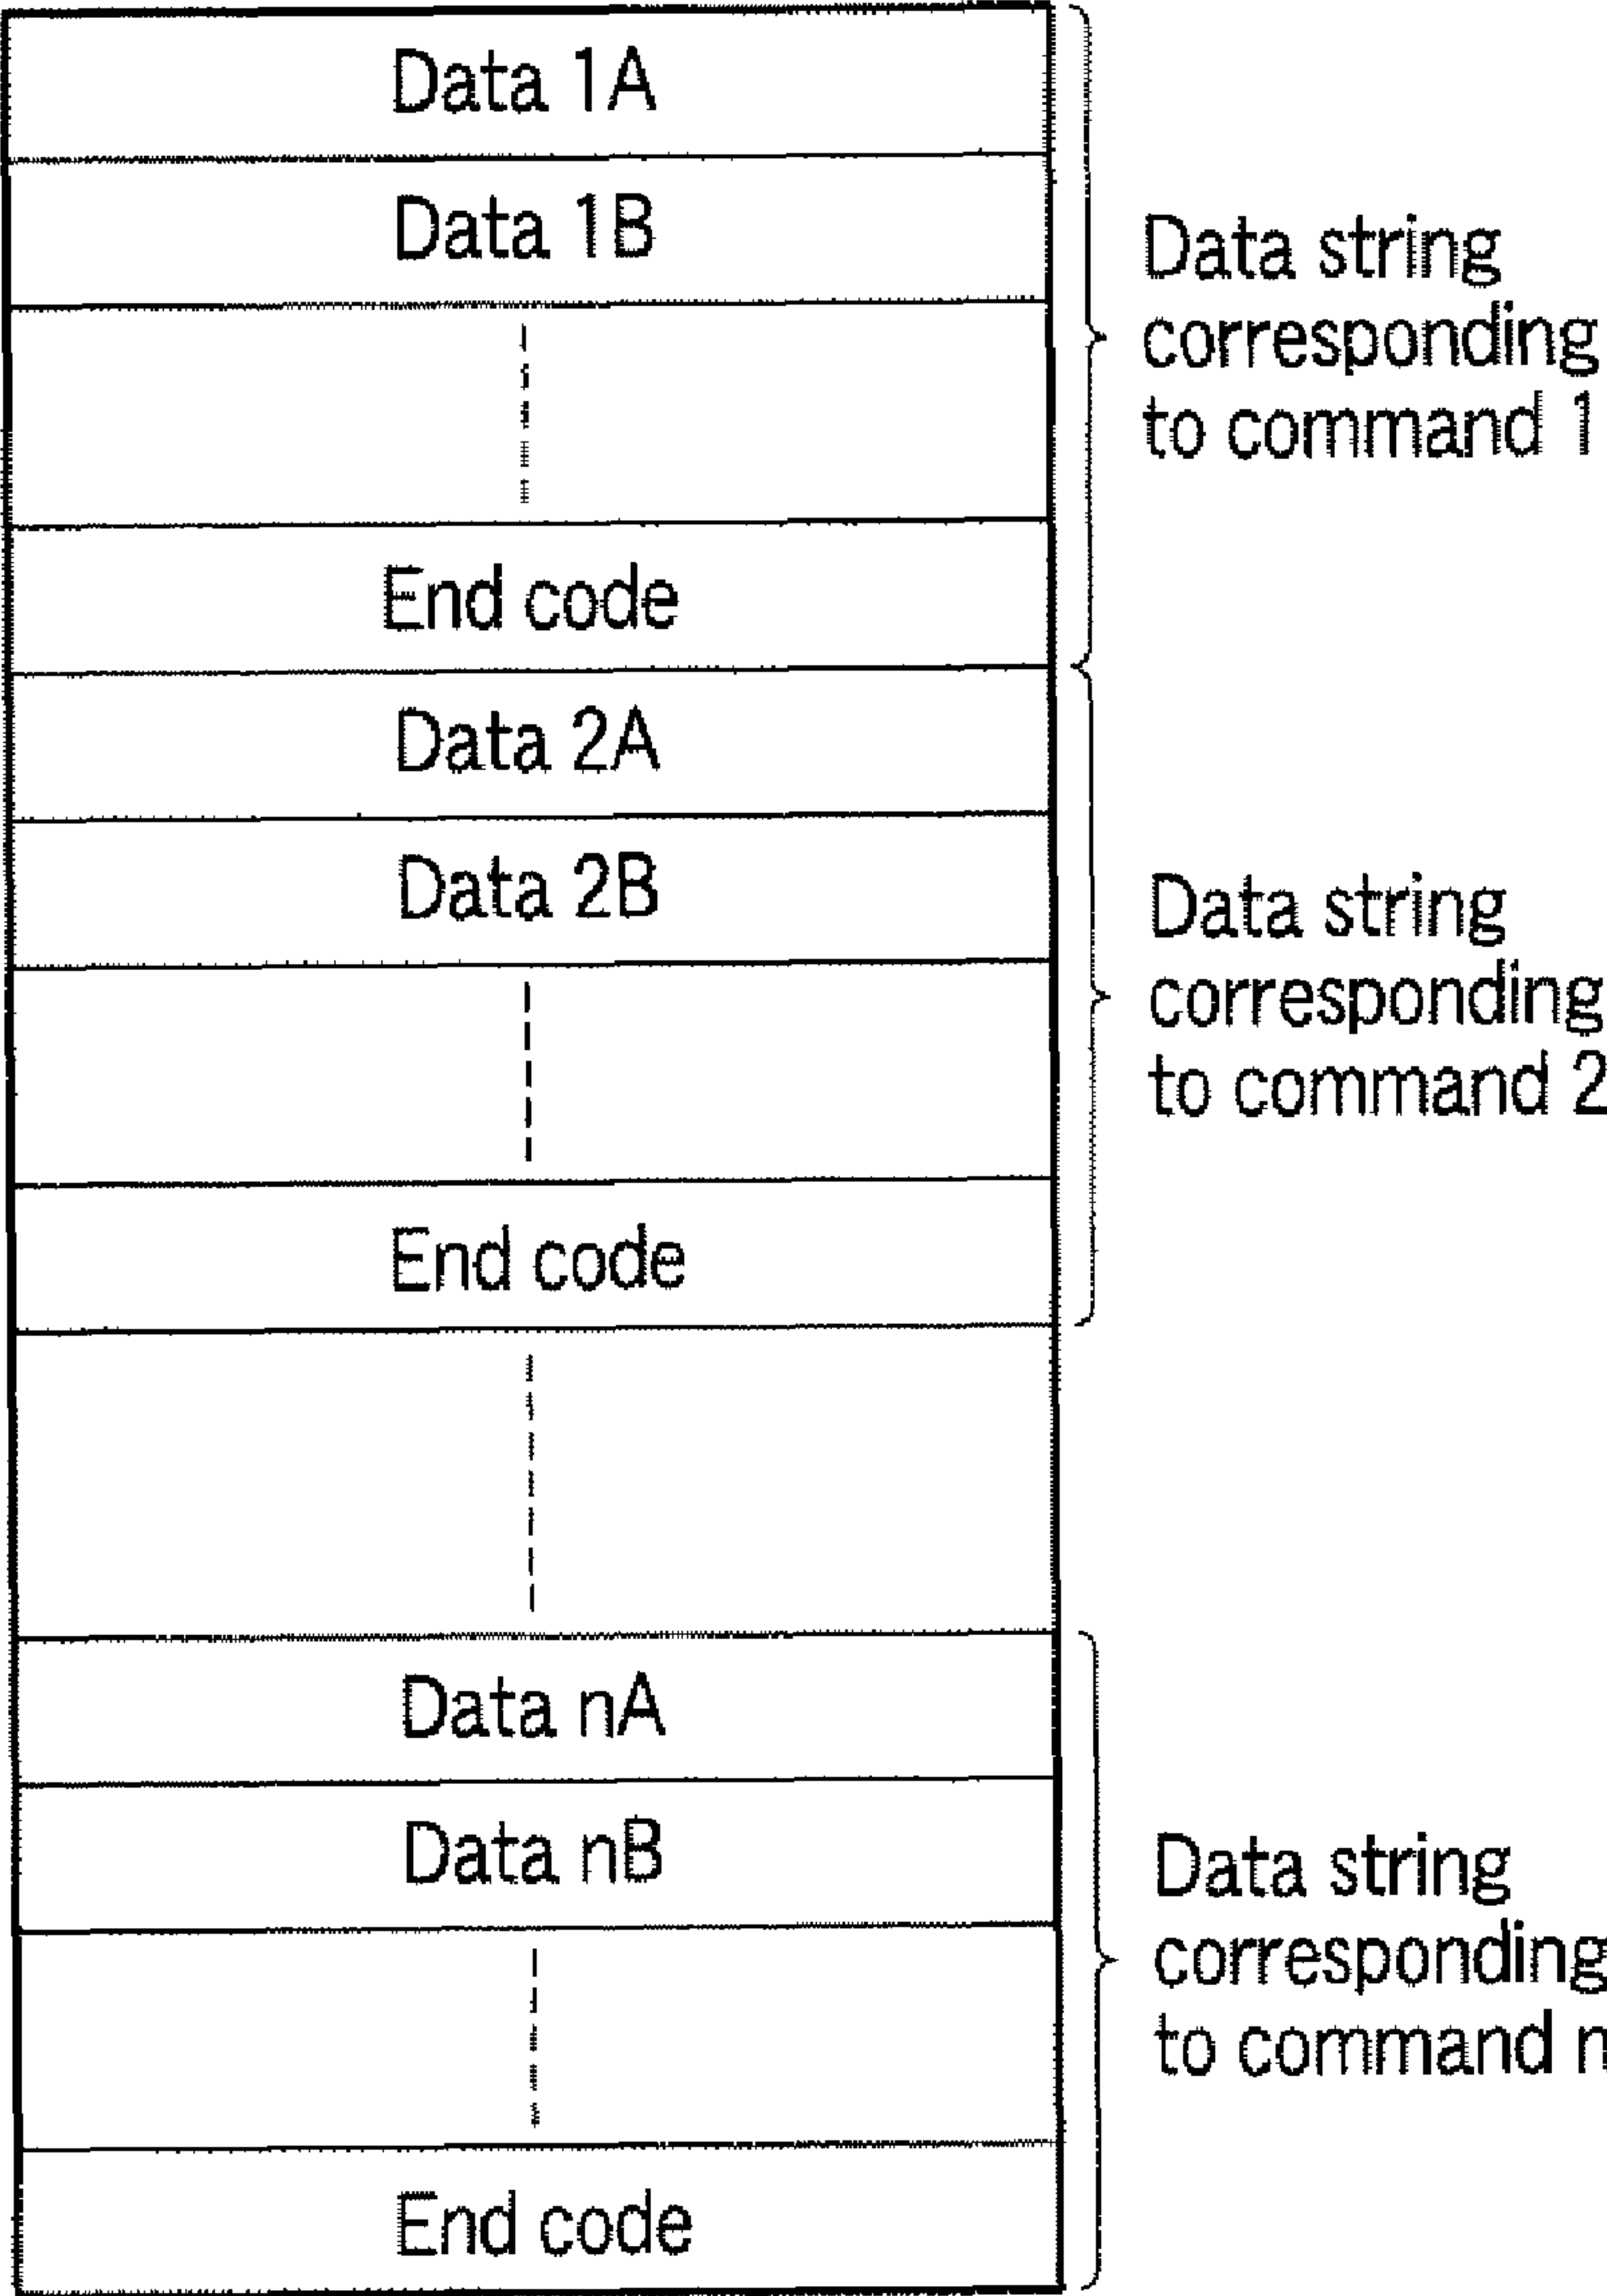 Data 1A
Data 1B
End code
Data string
corresponding
to command 1
Data 2A
Data 2B
End code
Data string
corresponding
to command 2
Data nA
Data nB
End code
Data string
corresponding
to command n